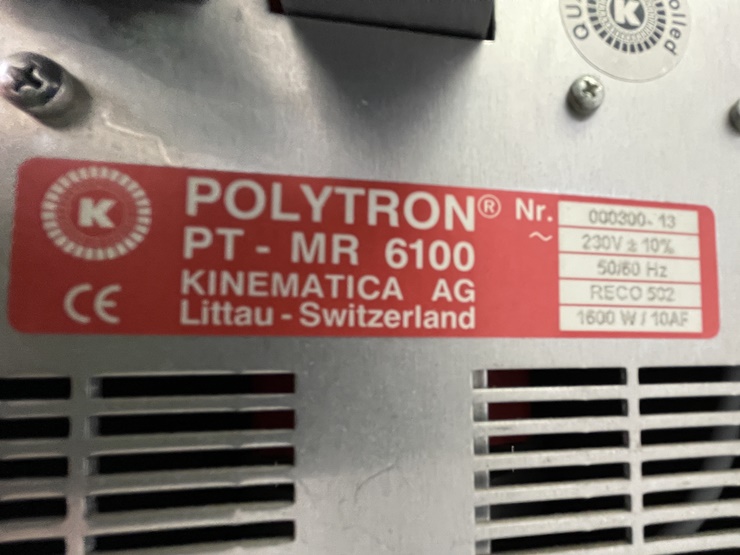 K
POLYTRON® Nr. 000300-13
PT - MR 6100 ~ 230V ± 10%
50/60 Hz
KINEMATICA AG RECO 502
CE Littau - Switzerland 1600 W / 10AF
K